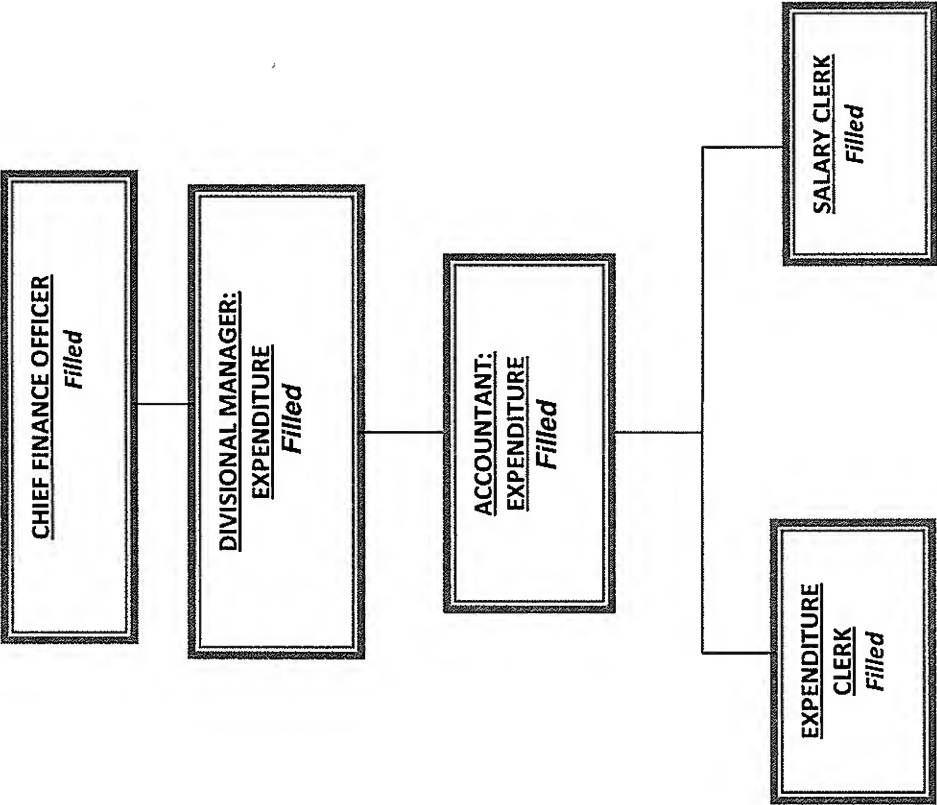 CHIEF FINANCE OFFICER
Filled
DIVISIONAL MANAGER:
EXPENDITURE
Filled
ACCOUNTANT:
EXPENDITURE
Filled
EXPENDITURE
CLERK
Filled
SALARY CLERK
Filled